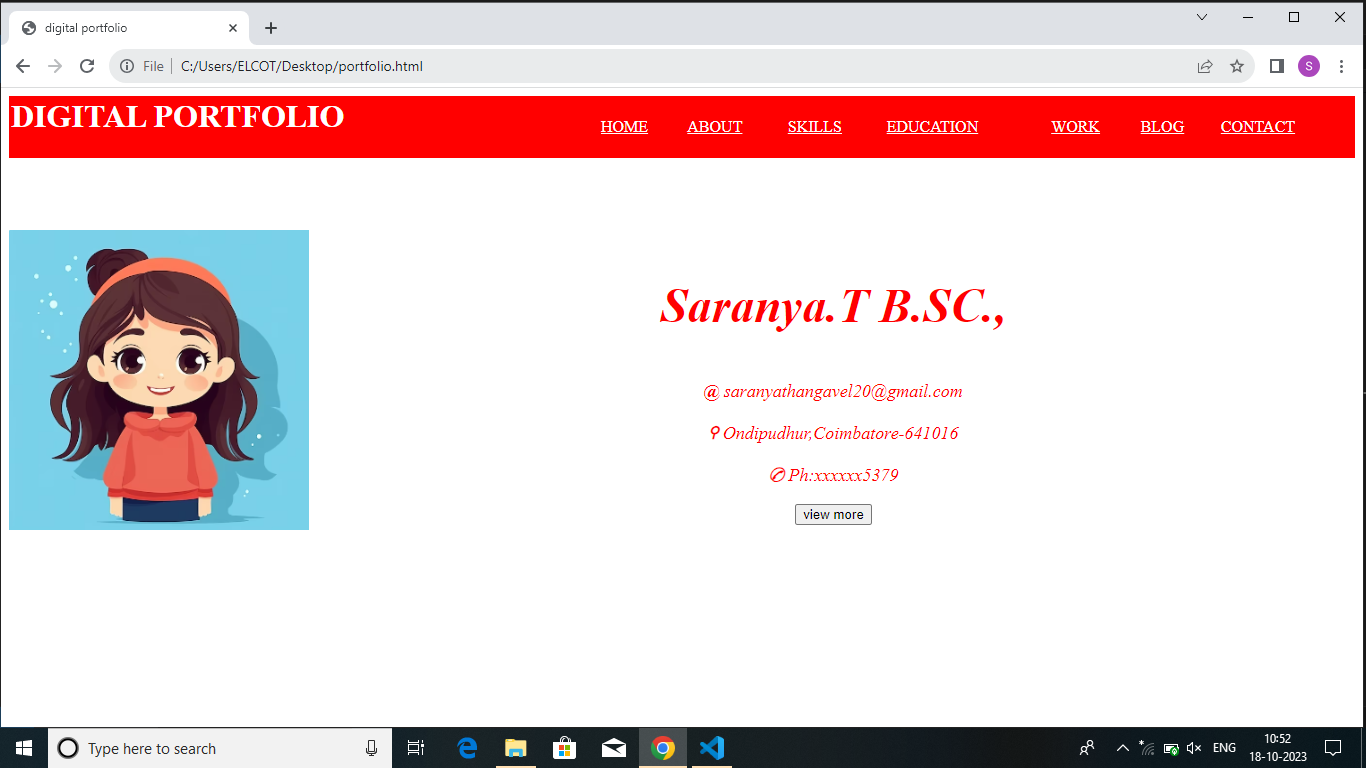 digital portfolio
File C:/Users/ELCOT/Desktop/portfolio.html
S
DIGITAL PORTFOLIO HOME ABOUT SKILLS EDUCATION WORK BLOG CONTACT
Saranya.T B.SC.,
@ saranyathangavel20@gmail.com
⚲ Ondipudhur,Coimbatore-641016
✆ Ph:xxxxxx5379
view more
Type here to search
ENG
10:52
18-10-2023